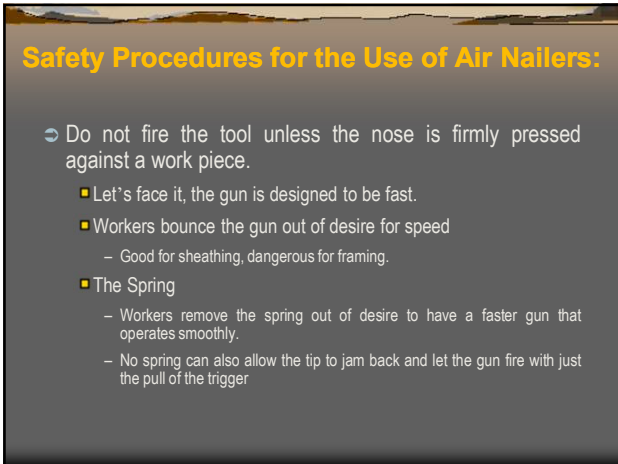 Safety Procedures for the Use of Air Nailers:
Do not fire the tool unless the nose is firmly pressed
against a work piece.
Let’s face it, the gun is designed to be fast.
Workers bounce the gun out of desire for speed
– Good for sheathing, dangerous for framing.
The Spring
– Workers remove the spring out of desire to have a faster gun that
operates smoothly.
– No spring can also allow the tip to jam back and let the gun fire with just
the pull of the trigger